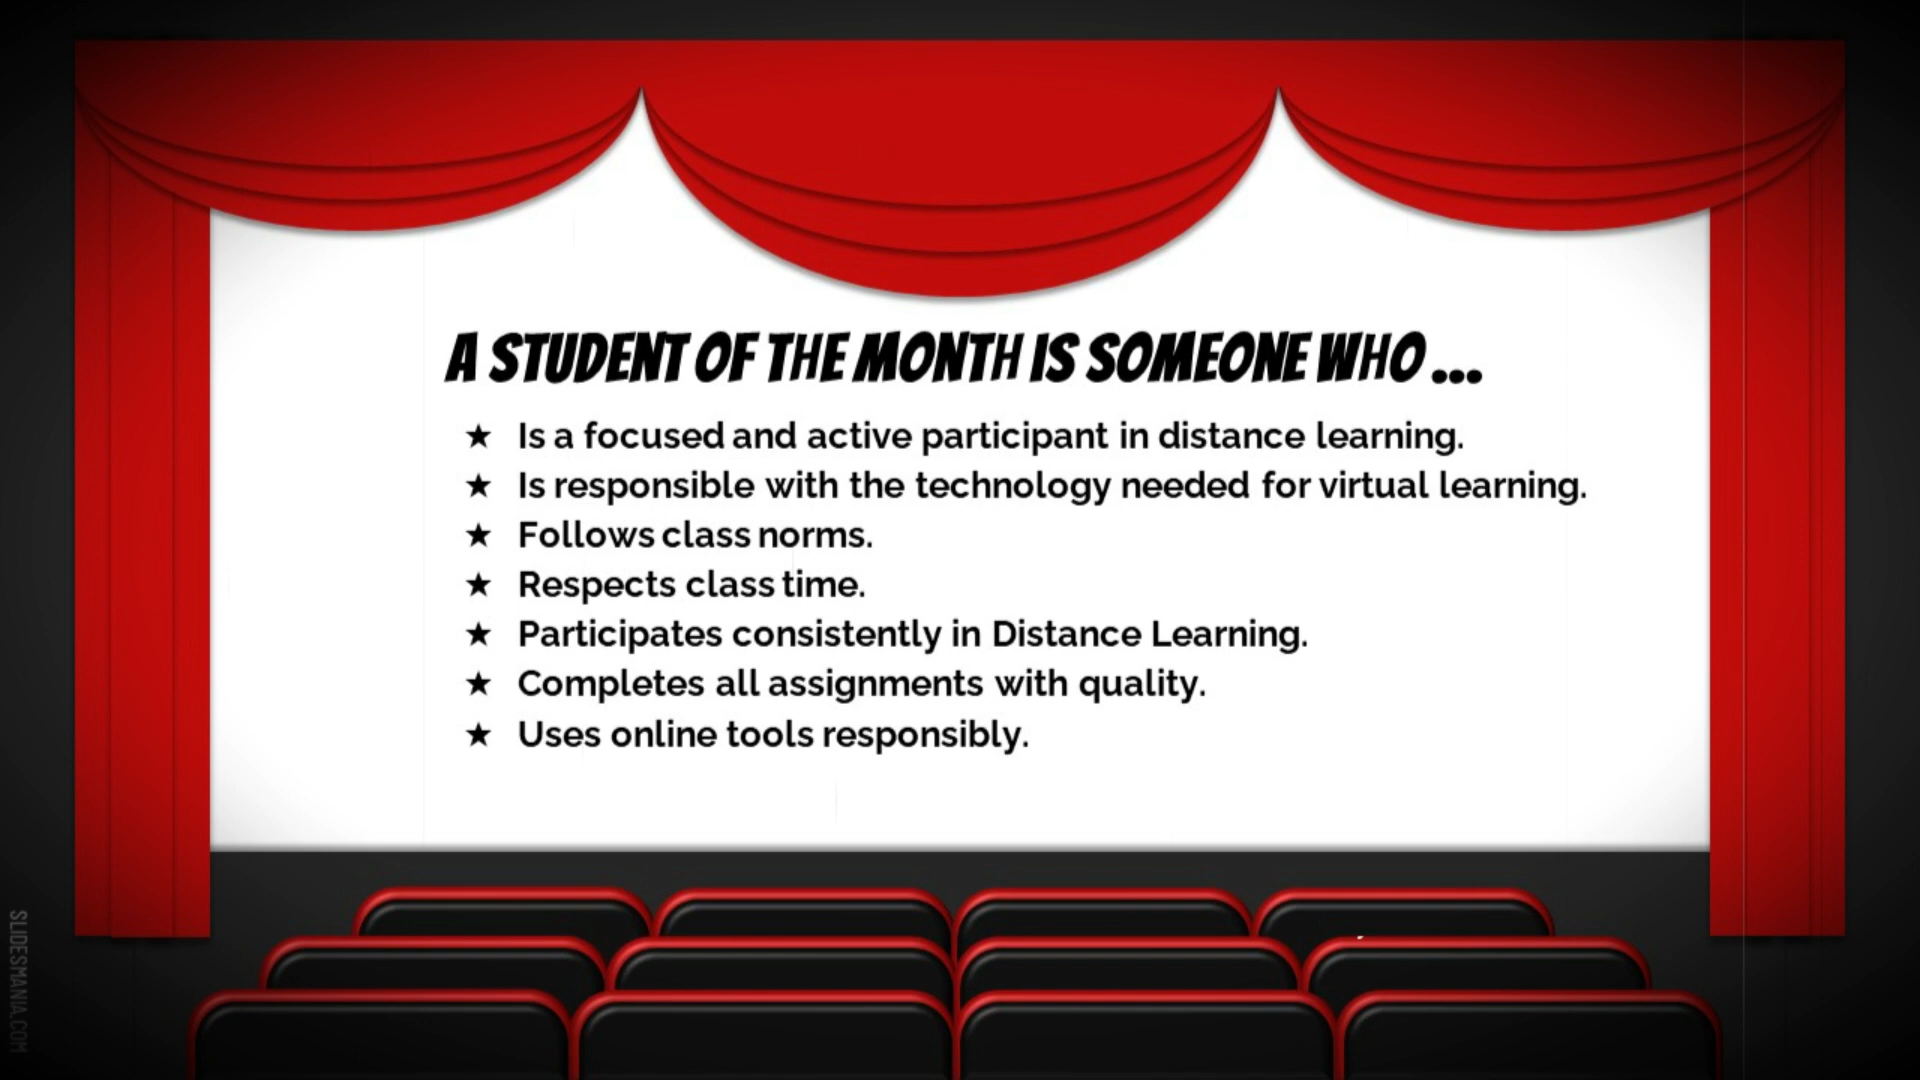 A STUDENT OF THE MONTH IS SOMEONE WHO ...
★ Is a focused and active participant in distance learning.
★ Is responsible with the technology needed for virtual learning.
★ Follows class norms.
★ Respects class time.
★ Participates consistently in Distance Learning.
★ Completes all assignments with quality.
★ Uses online tools responsibly.
SLIDESMANIA.COM